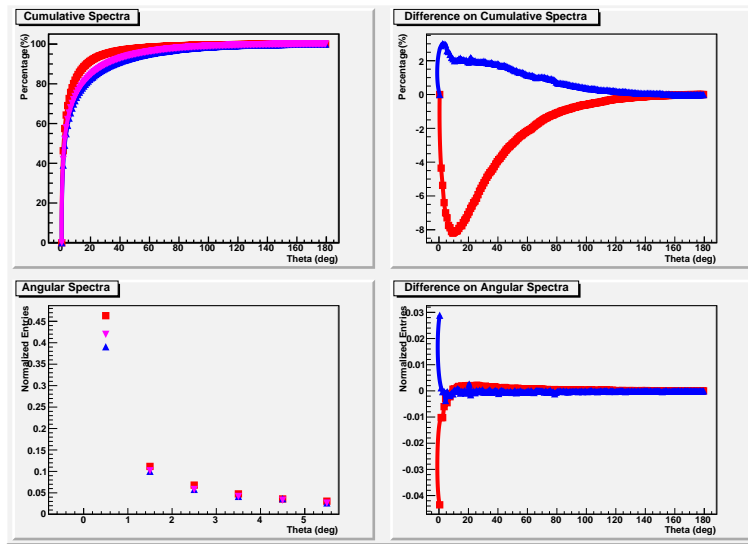 Cumulative Spectra
Percentage(%)
100
80
60
40
20
0
0 20 40 60 80 100 120 140 160 180
Theta (deg)
Difference on Cumulative Spectra
Percentage(%)
2
0
-2
-4
-6
-8
0 20 40 60 80 100 120 140 160 180
Theta (deg)
Angular Spectra
Normalized Entries
0.45
0.4
0.35
0.3
0.25
0.2
0.15
0.1
0.05
0
0 1 2 3 4 5
Theta (deg)
Difference on Angular Spectra
Normalized Entries
0.03
0.02
0.01
0
-0.01
-0.02
-0.03
-0.04
0 20 40 60 80 100 120 140 160 180
Theta (deg)